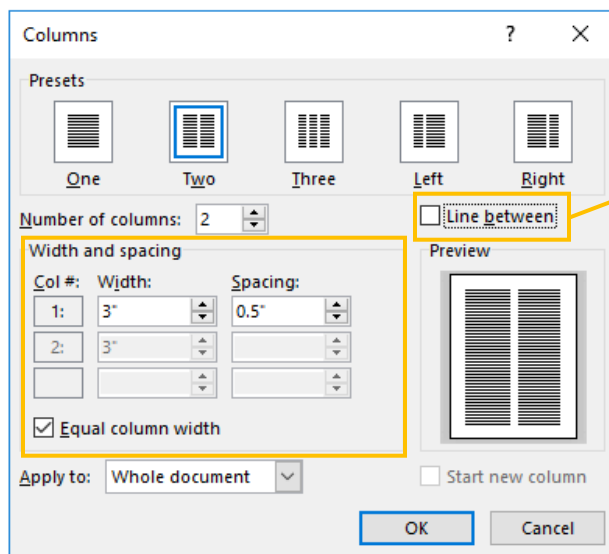 Columns ?
Presets
One Two Three Left Right
Number of columns: 2
Line between
Width and spacing
Col #: Width: Spacing:
1: 3" 0.5"
2: 3"
Equal column width
Preview
Apply to: Whole document
Start new column
OK Cancel